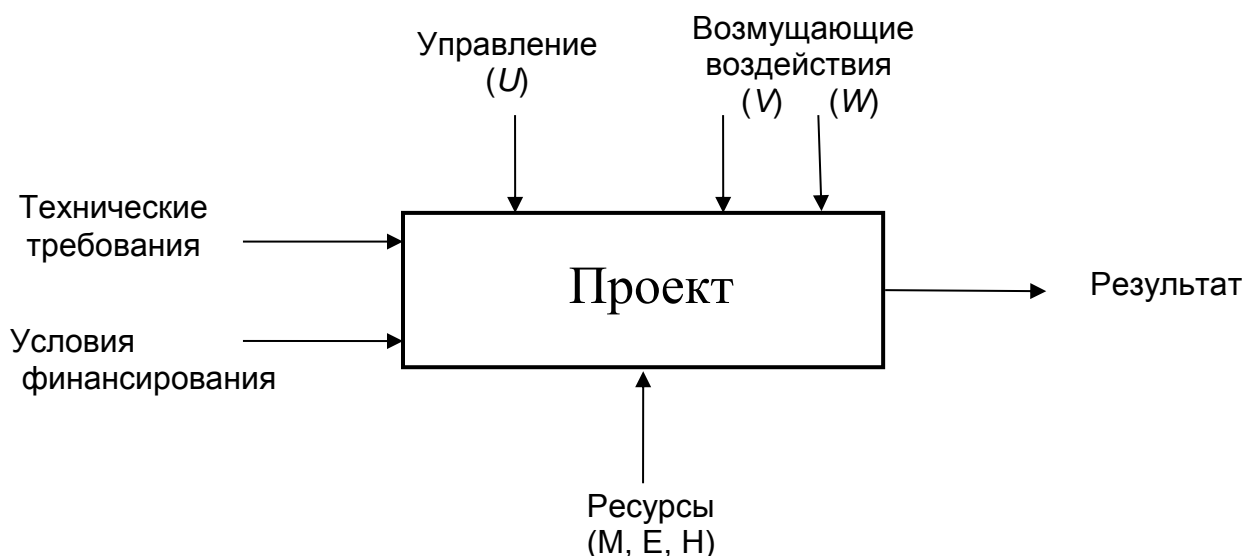 Управление
(U)
Возмущающие
воздействия
(V) (W)
Технические
требования
Проект
Результат
Условия
финансирования
Ресурсы
(М, Е, Н)